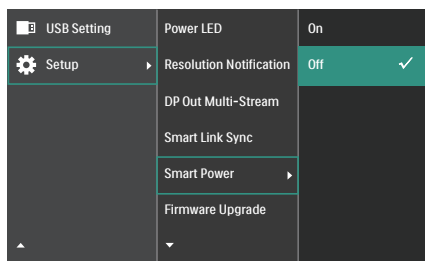 USB Setting
Setup
Power LED
Resolution Notification
DP Out Multi-Stream
Smart Link Sync
Smart Power
Firmware Upgrade
On
Off